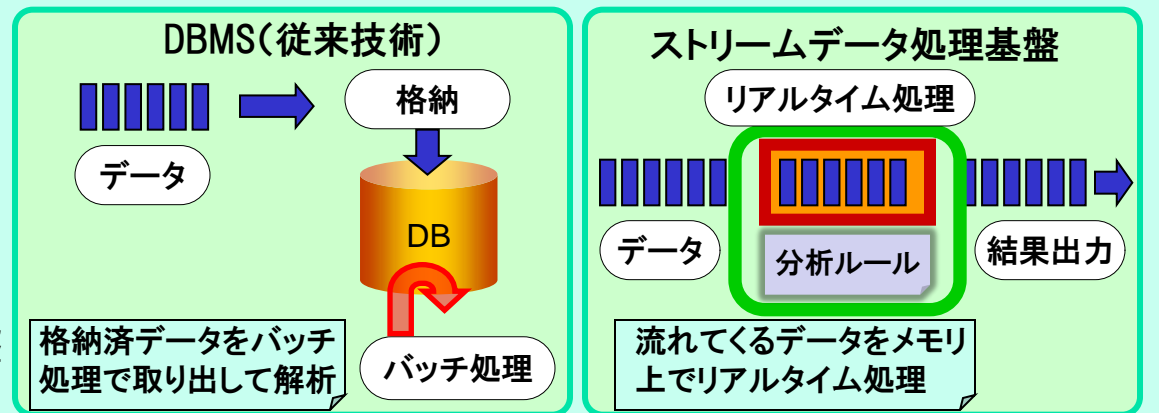 DBMS(従来技術)
格納
データ
DB
格納済データをバッチ
処理で取り出して解析
バッチ処理
ストリームデータ処理基盤
リアルタイム処理
データ
分析ルール
結果出力
流れてくるデータをメモリ
上でリアルタイム処理